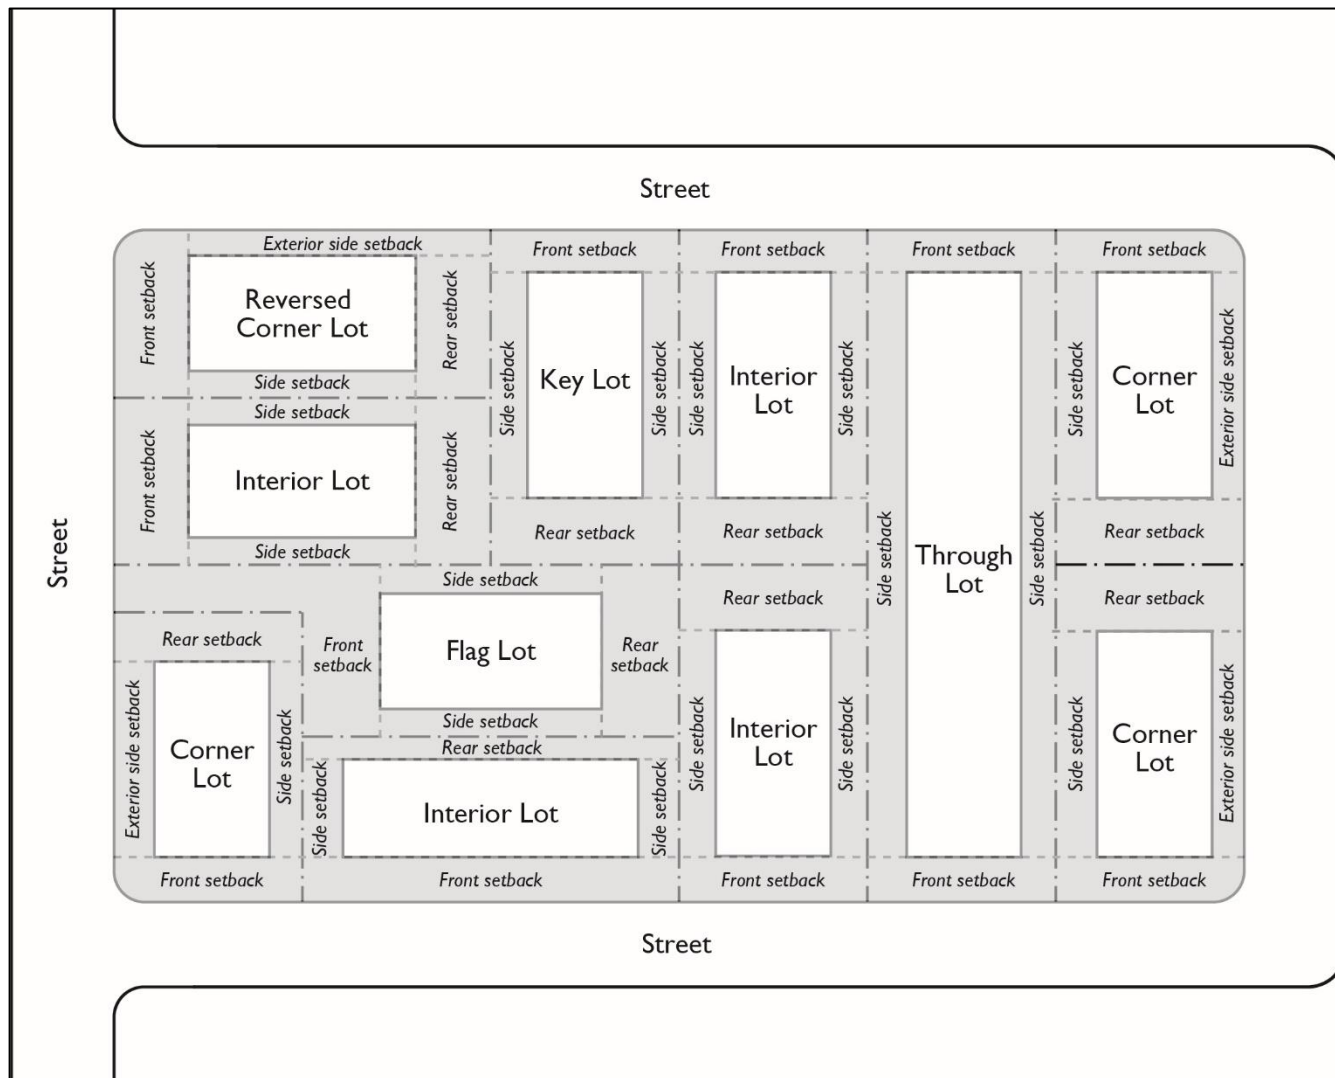 Street
Exterior side setback
Front setback
Front setback
Front setback
Front setback
Front setback
Reversed
Corner Lot
Rear setback
Side setback
Side setback
Key Lot
Side setback
Side setback
Interior
Lot
Side setback
Side setback
Corner
Lot
Exterior side setback
Side setback
Front setback
Interior Lot
Rear setback
Side setback
Rear setback
Rear setback
Rear setback
Street
Side setback
Through
Lot
Side setback
Side setback
Rear setback
Rear setback
Rear setback
Front
setback
Flag Lot
Rear
setback
Side setback
Exterior side setback
Corner
Lot
Side setback
Rear setback
Side setback
Interior Lot
Side setback
Side setback
Interior
Lot
Side setback
Side setback
Corner
Lot
Exterior side setback
Front setback
Front setback
Front setback
Front setback
Front setback
Street